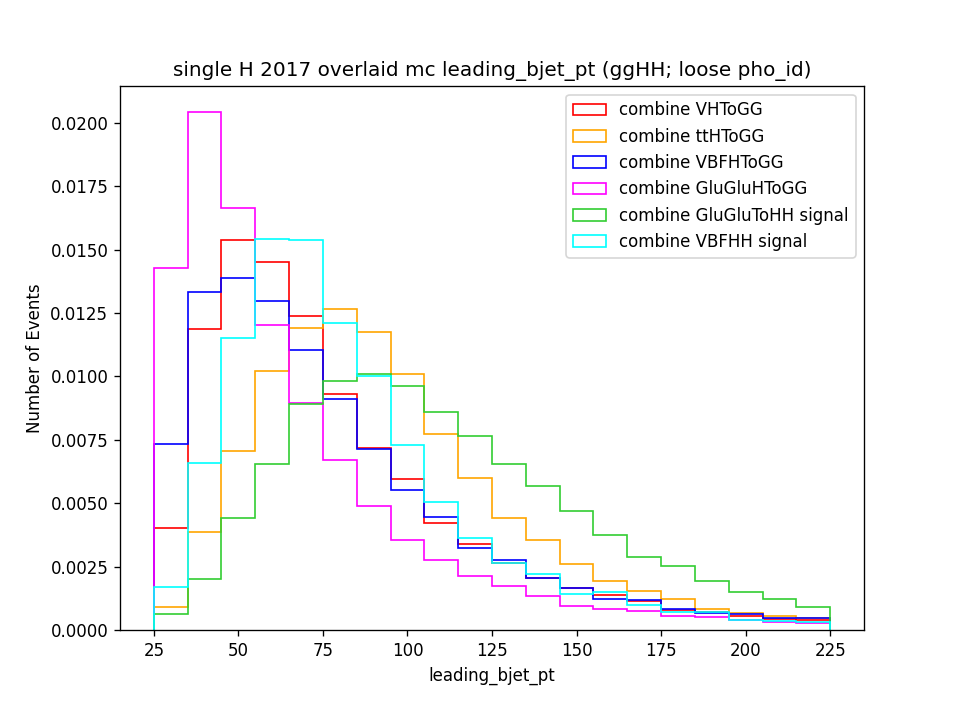 single H 2017 overlaid mc leading_bjet_pt (ggHH; loose pho_id)
combine VHToGG
combine ttHToGG
combine VBFHToGG
combine GluGluHToGG
combine GluGluToHH signal
combine VBFHH signal
Number of Events
0.0200
0.0175
0.0150
0.0125
0.0100
0.0075
0.0050
0.0025
0.0000
25 50 75 100 125 150 175 200 225
leading_bjet_pt